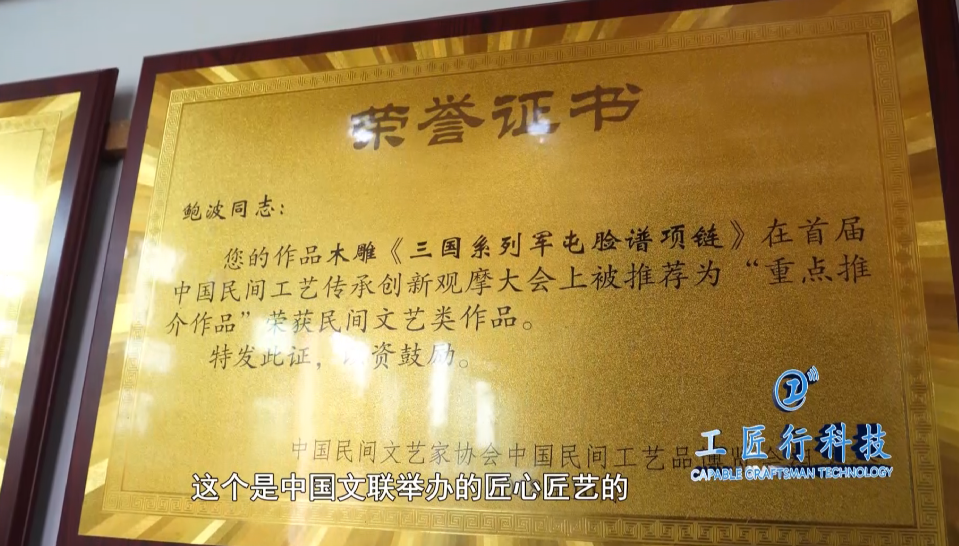 荣誉证书
鲍波同志：
您的作品木雕《三国系列军屯脸谱项链》在首届
中国民间工艺传承创新观摩大会上被推荐为“重点推
介作品”荣获民间文艺类作品。
特发此证，资鼓励。
中国民间文艺家协会中国民间工艺品
工匠行科技
CAPABLE CRAFTSMAN TECHNOLOGY
这个是中国文联举办的匠心匠艺的